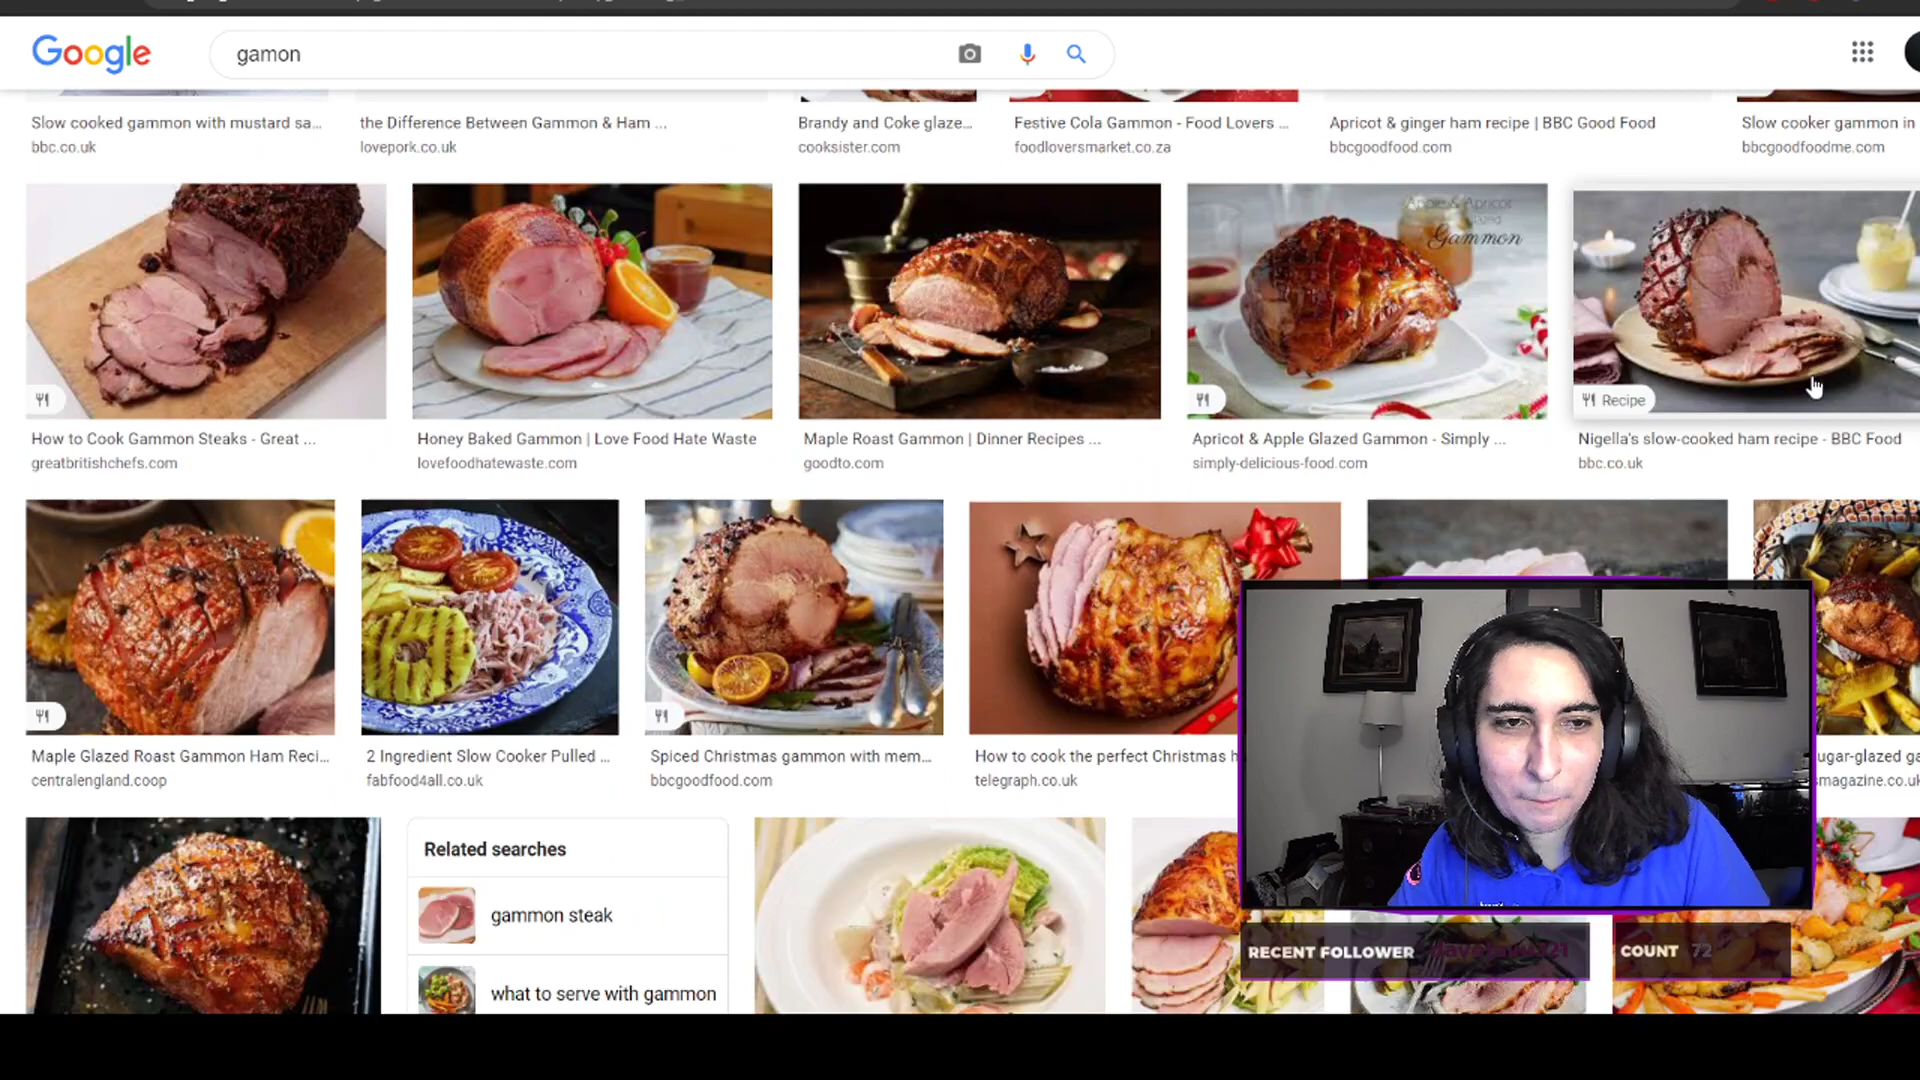 Google
gamon
Slow cooked gammon with mustard sa...
bbc.co.uk
the Difference Between Gammon & Ham ...
lovepork.co.uk
Brandy and Coke glaze...
cooksister.com
Festive Cola Gammon - Food Lovers ...
foodloversmarket.co.za
Apricot & ginger ham recipe | BBC Good Food
bbcgoodfood.com
Slow cooker gammon in
bbcgoodfoodme.com
Apple & Apricot
Gammon
Recipe
How to Cook Gammon Steaks - Great ...
greatbritishchefs.com
Honey Baked Gammon | Love Food Hate Waste
lovefoodhatewaste.com
Maple Roast Gammon | Dinner Recipes ...
goodto.com
Apricot & Apple Glazed Gammon - Simply ...
simply-delicious-food.com
Nigella's slow-cooked ham recipe - BBC Food
bbc.co.uk
Maple Glazed Roast Gammon Ham Reci...
centralengland.coop
2 Ingredient Slow Cooker Pulled ...
fabfood4all.co.uk
Spiced Christmas gammon with mem...
bbcgoodfood.com
How to cook the perfect Christmas h
telegraph.co.uk
ugar-glazed ga
smagazine.co.uk
Related searches
gammon steak
what to serve with gammon
RECENT FOLLOWER
COUNT 72